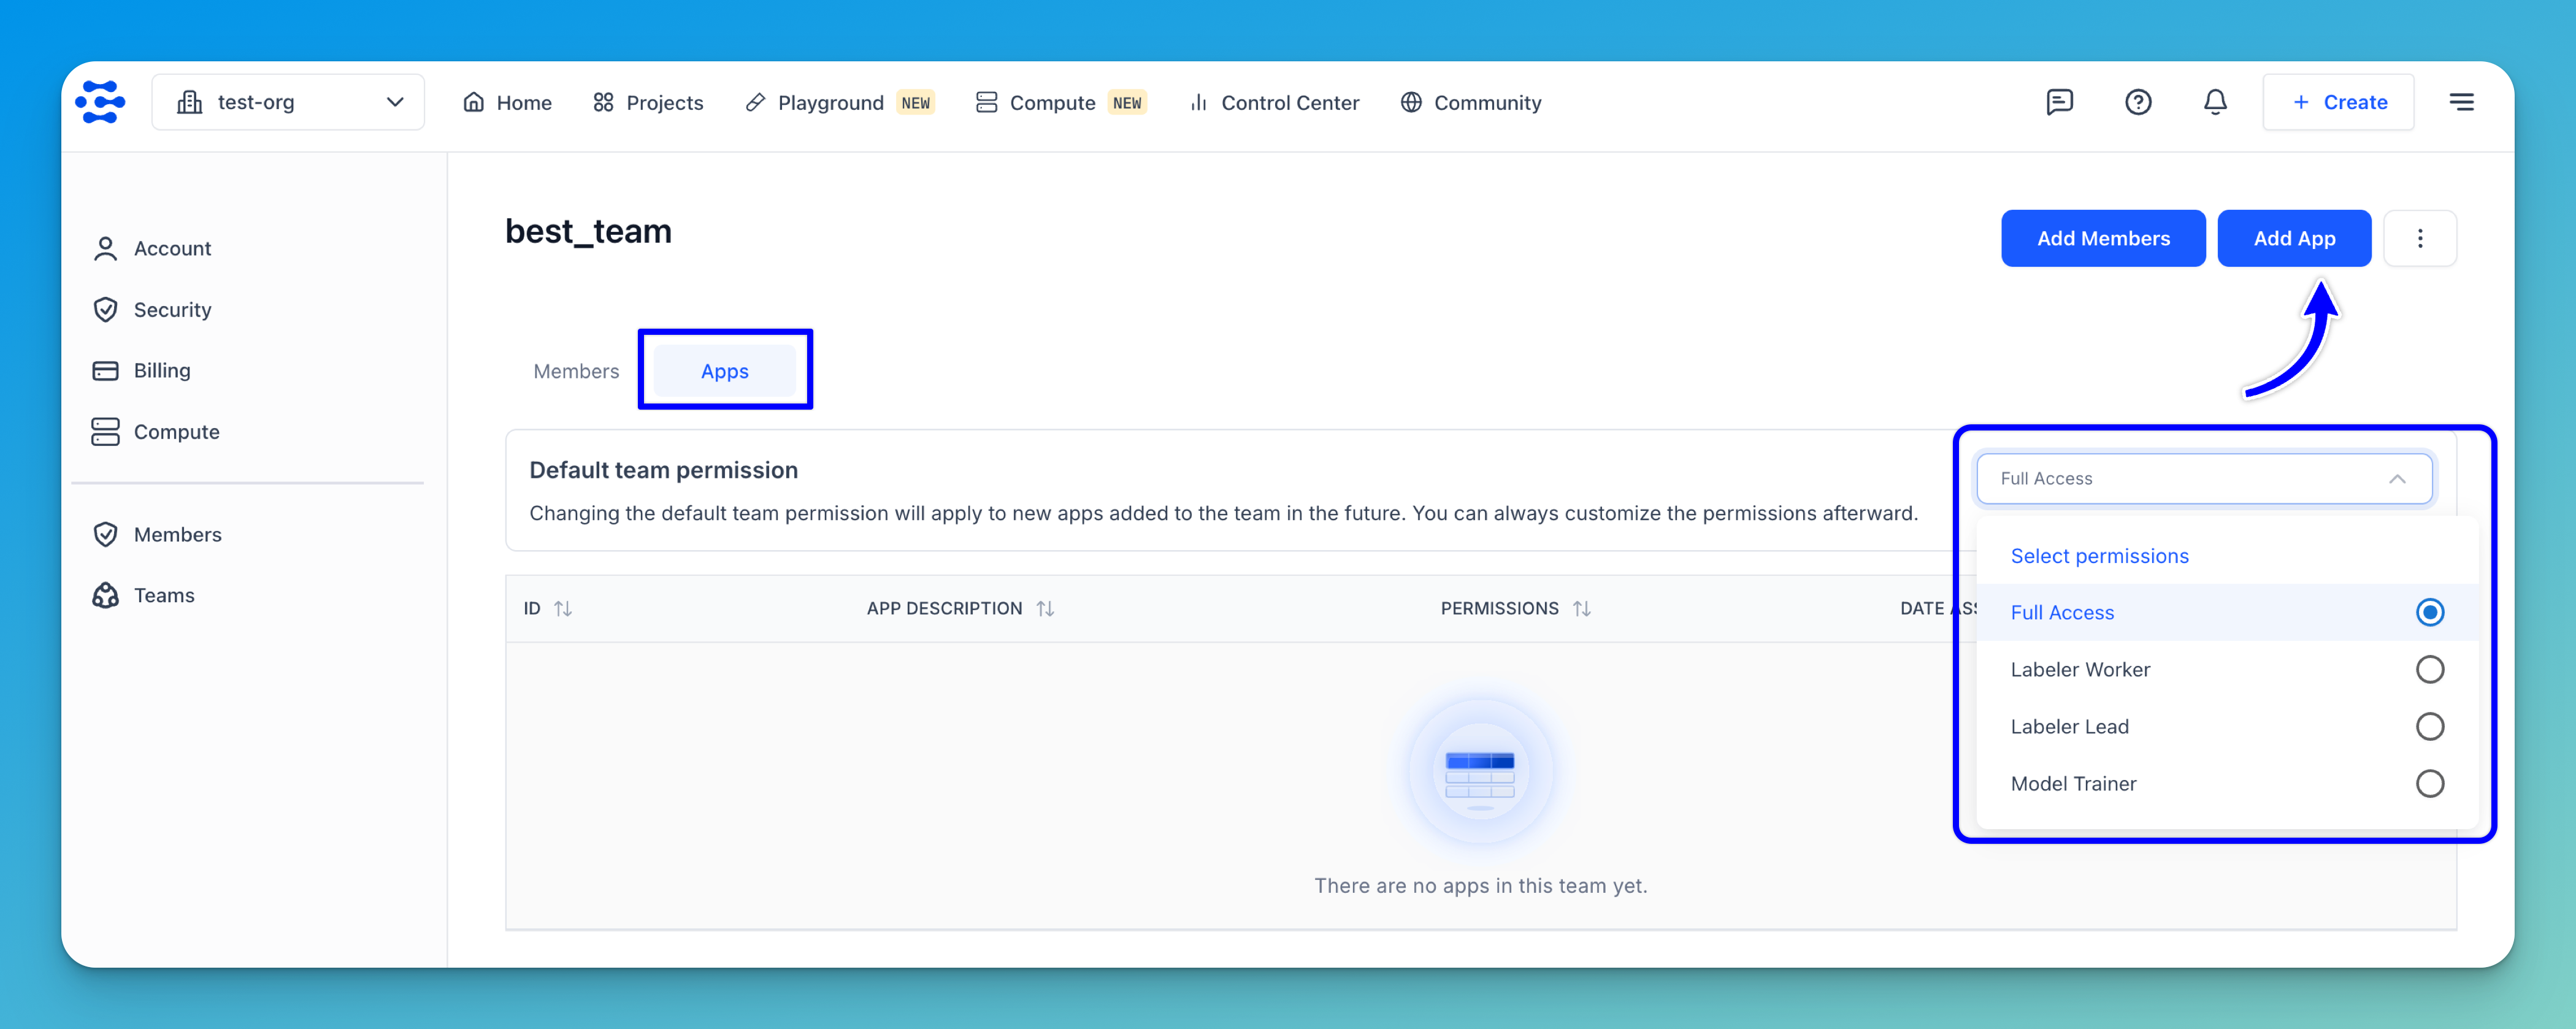 test-org
Home
Projects
Playground NEW
Compute NEW
Control Center
Community
+ Create
Account
Security
Billing
Compute
Members
Teams
best_team
Add Members
Add App
Members
Apps
Default team permission
Changing the default team permission will apply to new apps added to the team in the future. You can always customize the permissions afterward.
Full Access
Select permissions
Full Access
Labeler Worker
Labeler Lead
Model Trainer
ID
APP DESCRIPTION
PERMISSIONS
DATE ASS
There are no apps in this team yet.